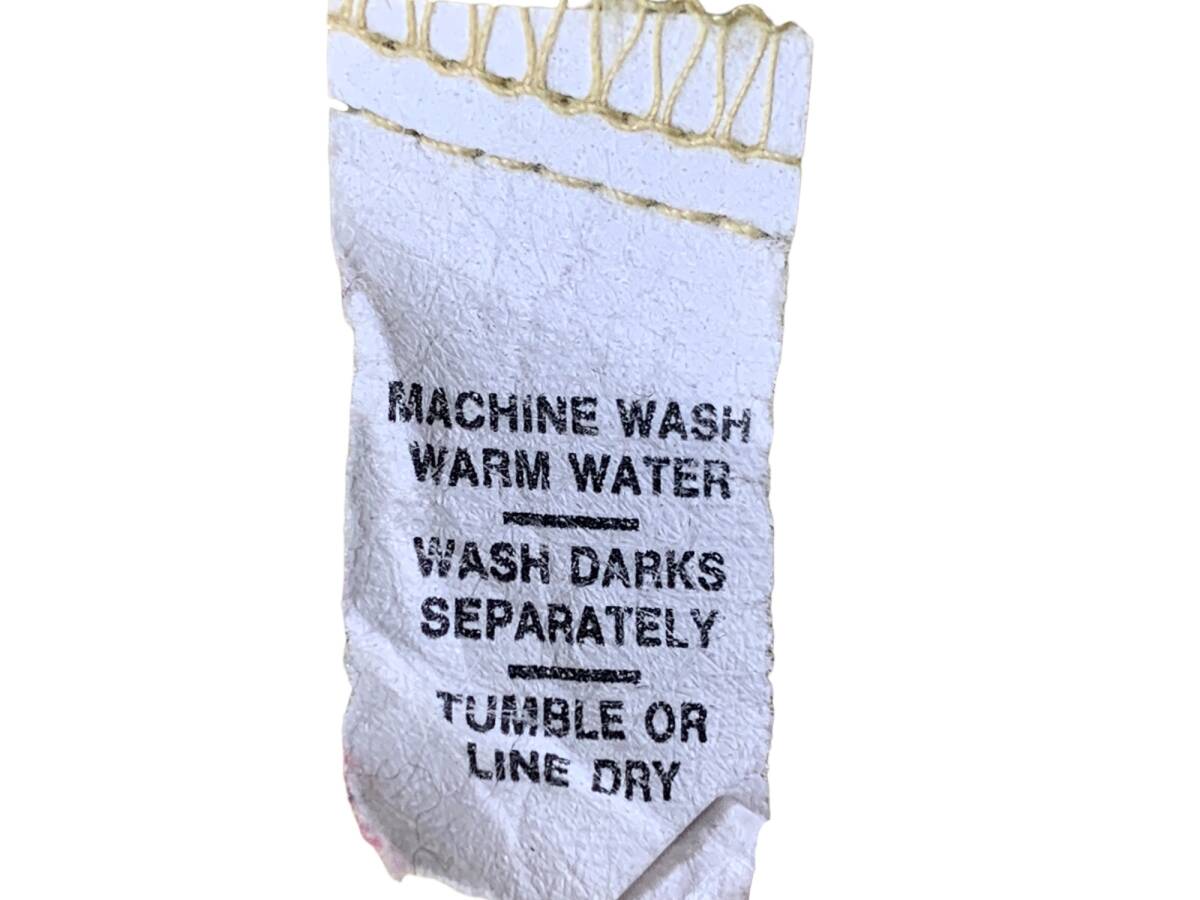 MACHINE WASH
WARM WATER
WASH DARKS
SEPARATELY
TUMBLE OR
LINE DRY